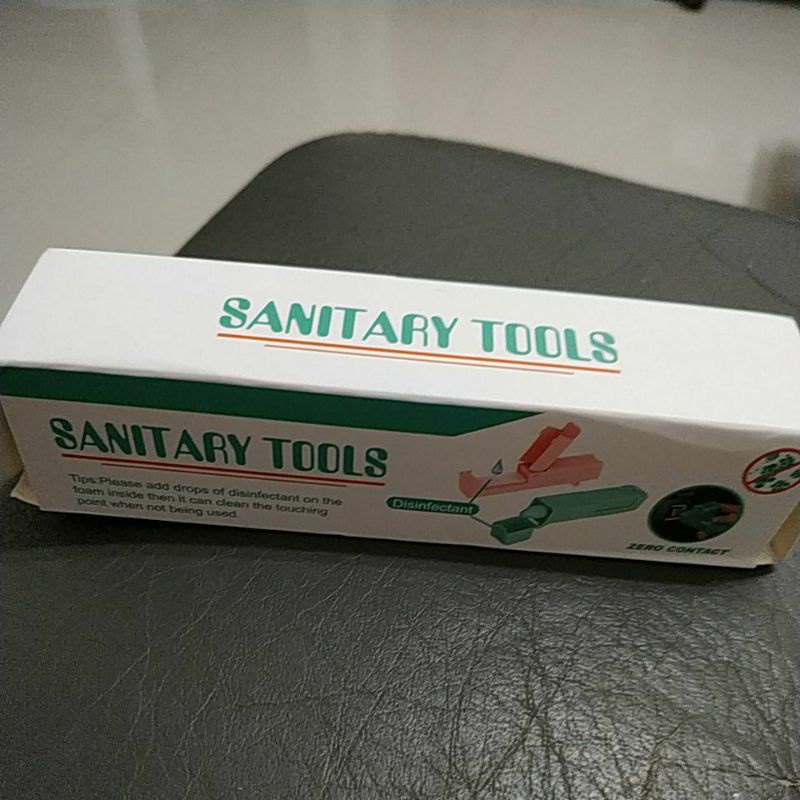 SANITARY TOOLS
SANITARY TOOLS
Tips:Please add drops of disinfectant on the
foam inside then it can clean the touching
point when not being used.
Disinfectant
ZERO CONTACT